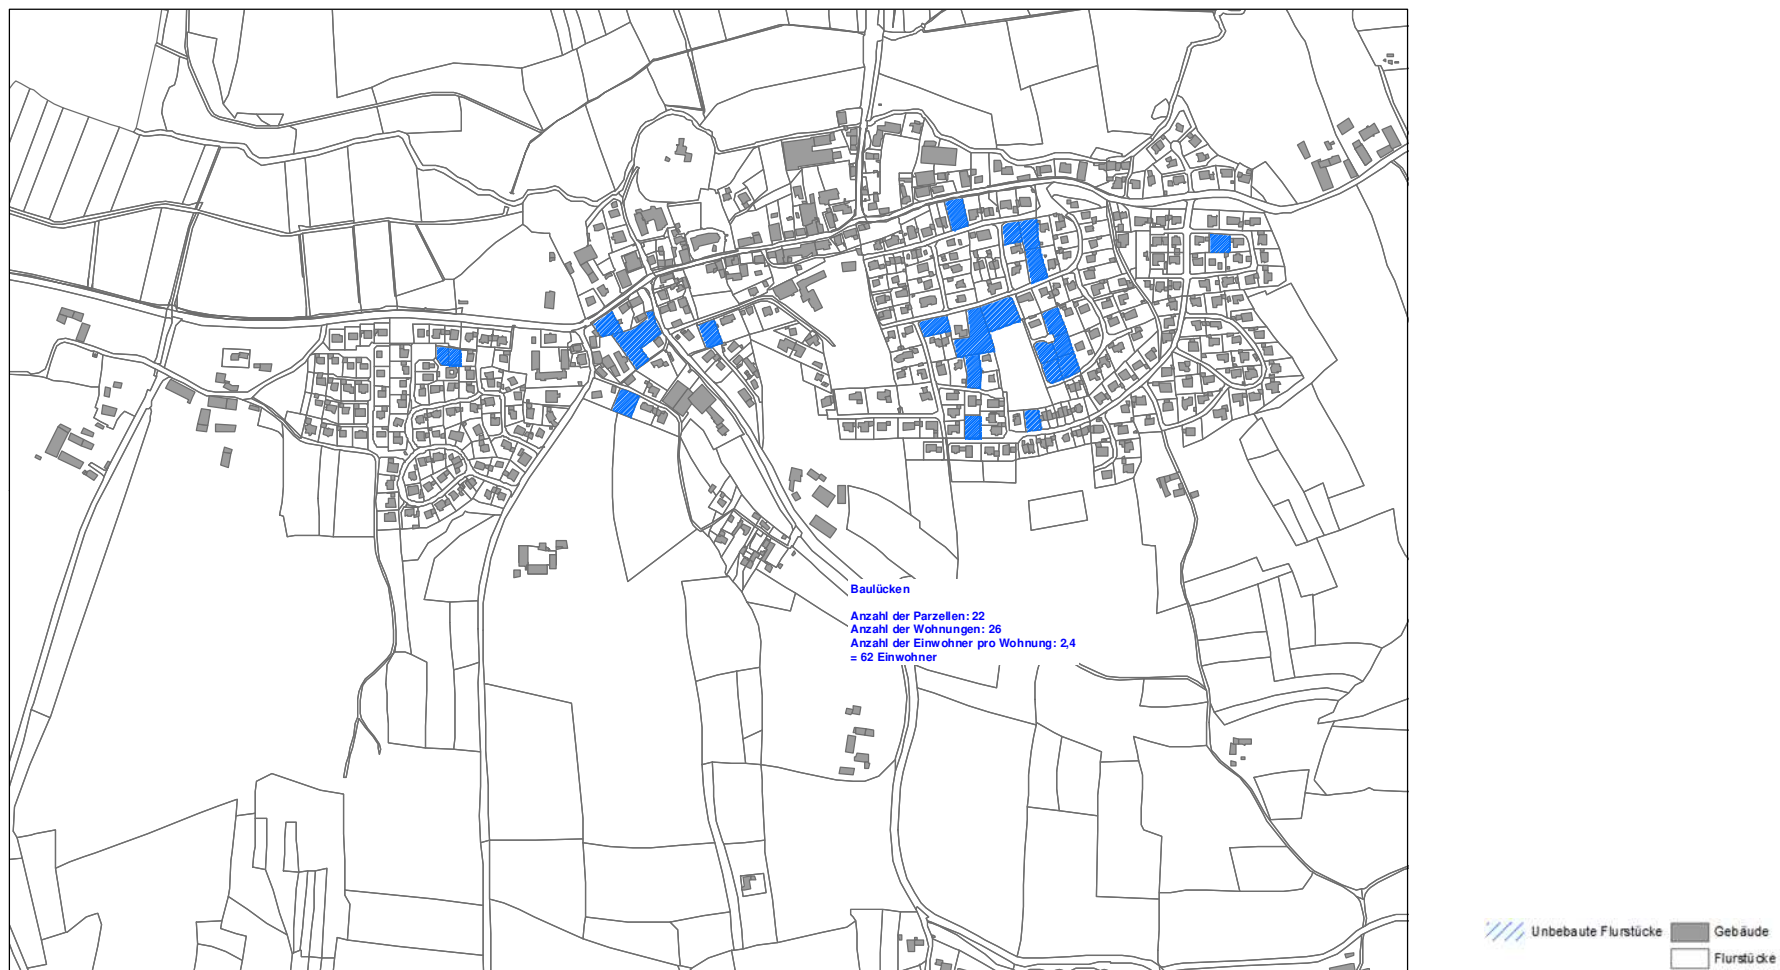 Baulücken
Anzahl der Parzellen: 22
Anzahl der Wohnungen: 26
Anzahl der Einwohner pro Wohnung: 2,4
= 62 Einwohner
Unbebaute Flurstücke
Gebäude
Flurstücke